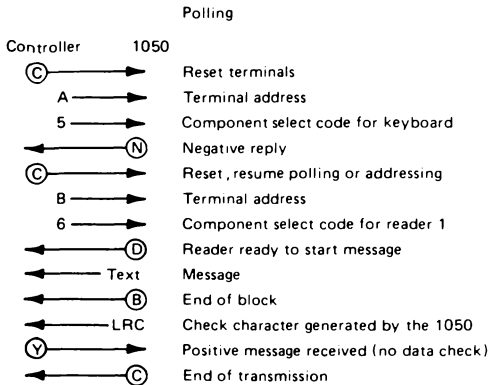 Polling
Controller 1050
C Reset terminals
A Terminal address
5 Component select code for keyboard
N Negative reply
C Reset, resume polling or addressing
B Terminal address
6 Component select code for reader 1
D Reader ready to start message
Text Message
B End of block
LRC Check character generated by the 1050
Y Positive message received (no data check)
C End of transmission